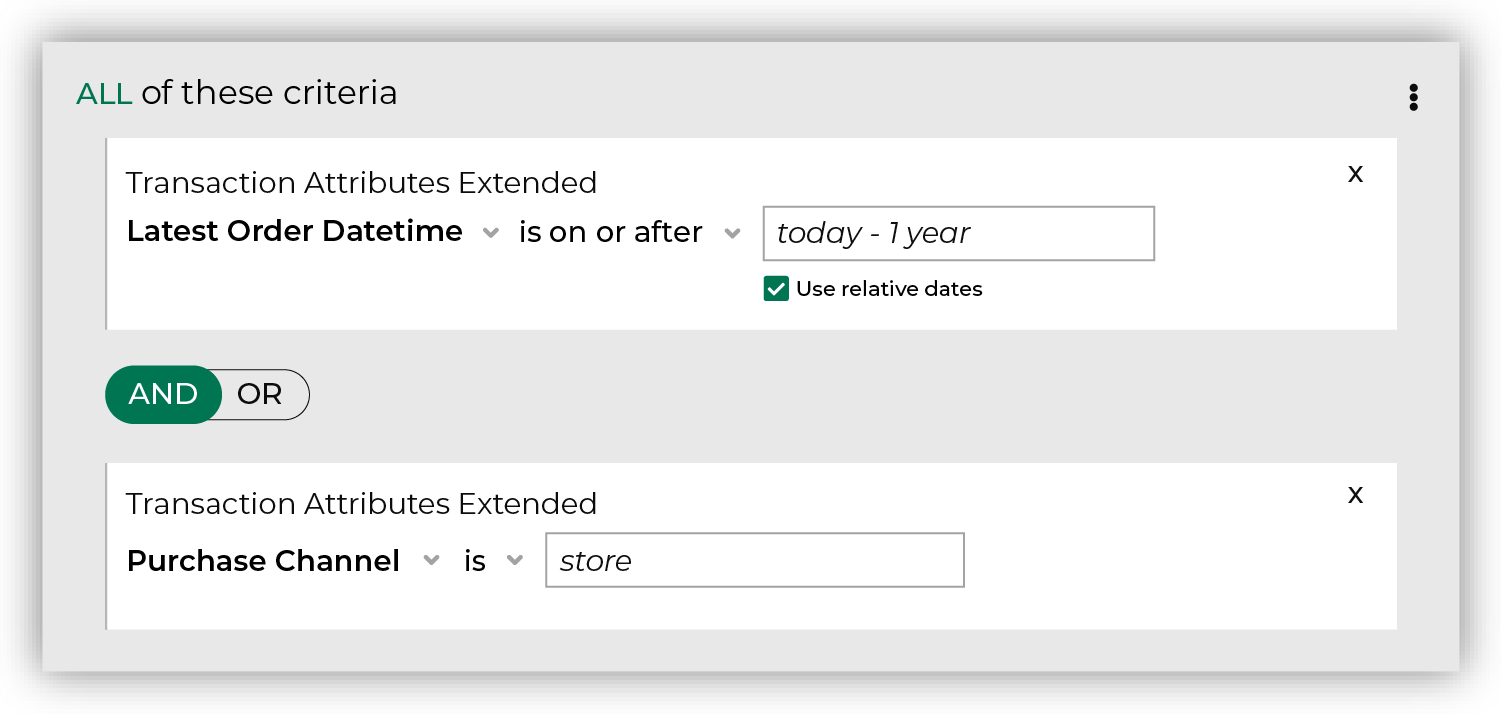 ALL of these criteria
Transaction Attributes Extended
x
Latest Order Datetime is on or after today - 1 year
Use relative dates
AND OR
Transaction Attributes Extended
x
Purchase Channel is store